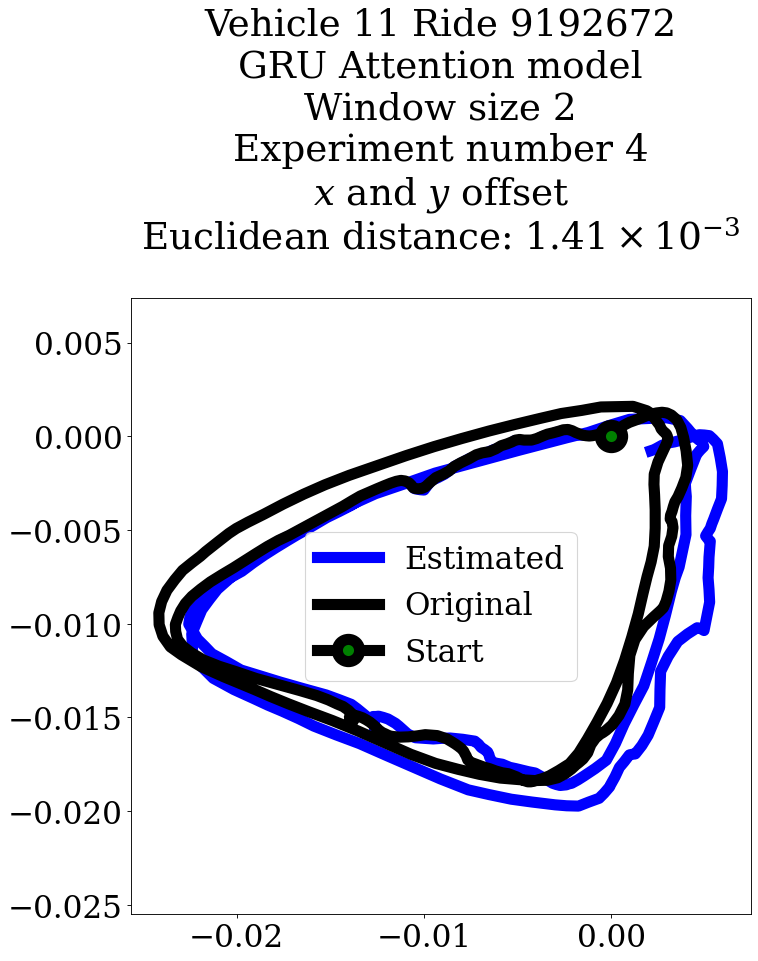 Vehicle 11 Ride 9192672
GRU Attention model
Window size 2
Experiment number 4
x and y offset
Euclidean distance: 1.41 × 10⁻³
0.005
0.000
−0.005
−0.010
−0.015
−0.020
−0.025
Estimated
Original
Start
−0.02
−0.01
0.00